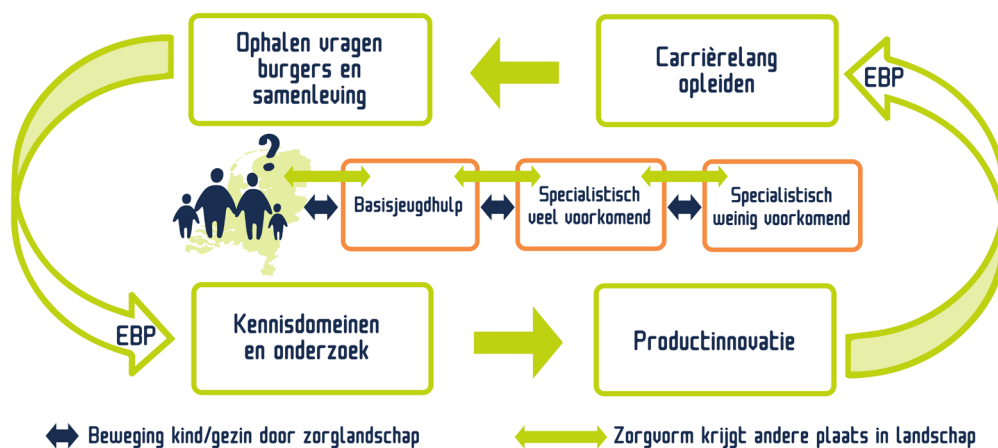 Ophalen vragen
burgers en
samenleving
Carrièrelang
opleiden
EBP
?
Basisjeugdhulp
Specialistisch
veel voorkomend
Specialistisch
weinig voorkomend
EBP
Kennisdomeinen
en onderzoek
Productinnovatie
Beweging kind/gezin door zorglandschap
Zorgvorm krijgt andere plaats in landschap